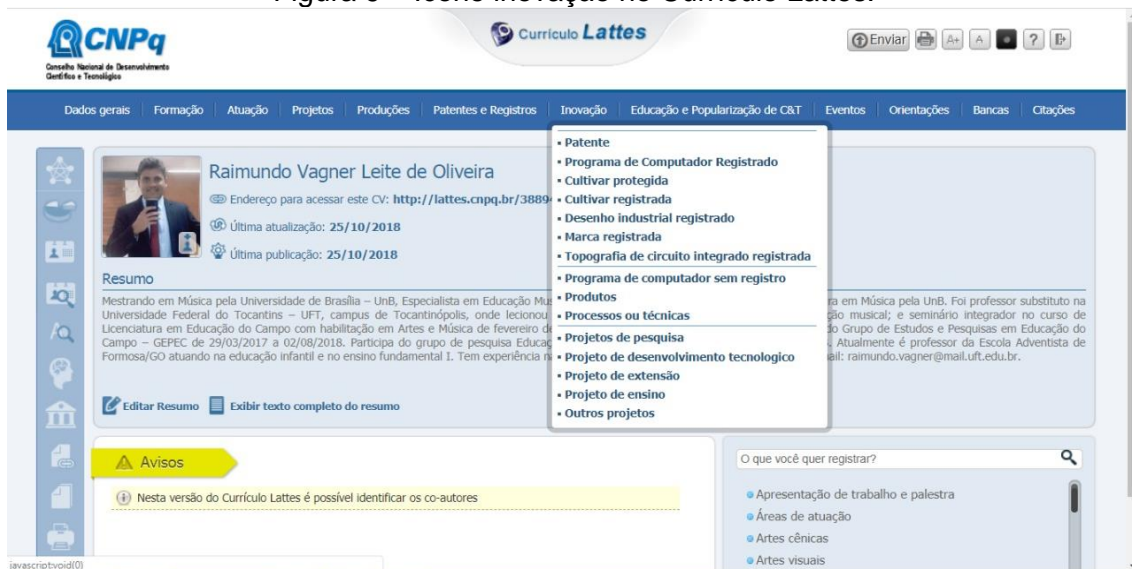 CNPq
Conselho Nacional de Desenvolvimento
Científico e Tecnológico
Currículo Lattes
Enviar A+ A ?
Dados gerais Formação Atuação Projetos Produções Patentes e Registros Inovação Educação e Popularização de C&T Eventos Orientações Bancas Citações
Raimundo Vagner Leite de Oliveira
Endereço para acessar este CV: http://lattes.cnpq.br/3889
Última atualização: 25/10/2018
Última publicação: 25/10/2018
Resumo
Mestrando em Música pela Universidade de Brasília – UnB, Especialista em Educação ra em Música pela UnB. Foi professor substituto na
Universidade Federal do Tocantins – UFT, campus de Tocantinópolis, onde lecionou ção musical; e seminário integrador no curso de
Licenciatura em Educação do Campo com habilitação em Artes e Música de fevereiro do Grupo de Estudos e Pesquisas em Educação do
Campo – GEPEC de 29/03/2017 a 02/08/2018. Participa do grupo de pesquisa Atualmente é professor da Escola Adventista de
Formosa/GO atuando na educação infantil e no ensino fundamental I. Tem experiência ail: raimundo.vagner@mail.uft.edu.br.
Editar Resumo Exibir texto completo do resumo
Patente
Programa de Computador Registrado
Cultivar protegida
Cultivar registrada
Desenho industrial registrado
Marca registrada
Topografia de circuito integrado registrada
Programa de computador sem registro
Produtos
Processos ou técnicas
Projetos de pesquisa
Projeto de desenvolvimento tecnologico
Projeto de extensão
Projeto de ensino
Outros projetos
Avisos
Nesta versão do Currículo Lattes é possível identificar os co-autores
O que você quer registrar?
Apresentação de trabalho e palestra
Áreas de atuação
Artes cênicas
Artes visuais
javascript:void(0)